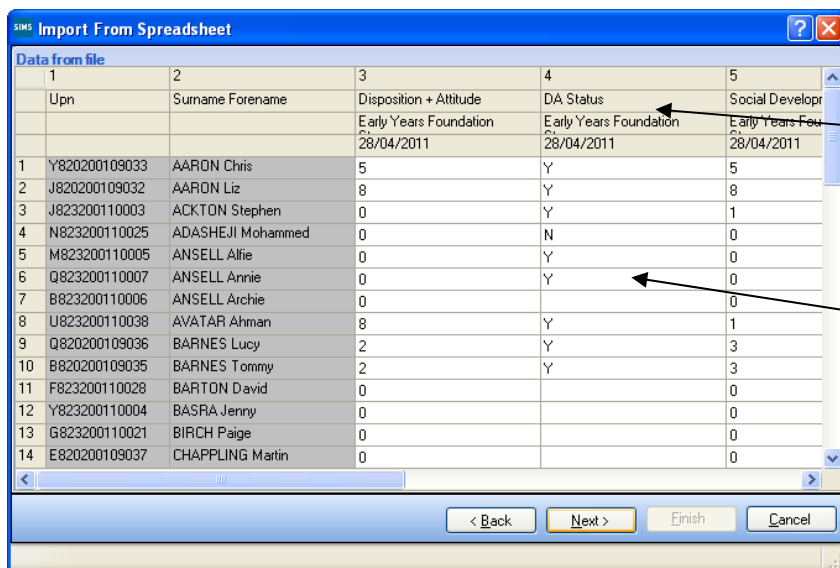 SIMS Import From Spreadsheet
Data from file
1 2 3 4 5
Upn Surname Forename Disposition + Attitude DA Status Social Developm
Early Years Foundation Early Years Foundation Early Years Fou
28/04/2011 28/04/2011 28/04/2011
1 Y820200109033 AARON Chris 5 Y 5
2 J820200109032 AARON Liz 8 Y 8
3 J823200110003 ACKTON Stephen 0 Y 1
4 N823200110025 ADASHEJI Mohammed 0 N 0
5 M823200110005 ANSELL Alfie 0 Y 0
6 Q823200110007 ANSELL Annie 0 Y 0
7 B823200110006 ANSELL Archie 0 0
8 U823200110038 AVATAR Ahman 8 Y 1
9 Q820200109036 BARNES Lucy 2 Y 3
10 B820200109035 BARNES Tommy 2 Y 3
11 F823200110028 BARTON David 0 0
12 Y823200110004 BASRA Jenny 0 0
13 G823200110021 BIRCH Paige 0 0
14 E820200109037 CHAPPLING Martin 0 0
< Back Next > Finish Cancel